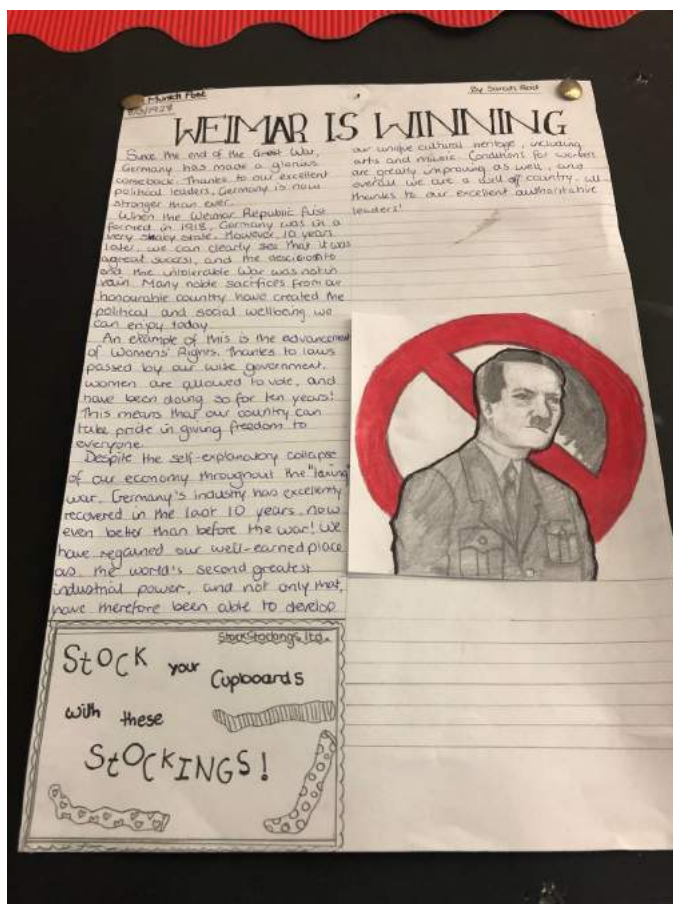 Munich Post
By Sarah
WEIMAR IS WINNING
Since the end of the Great War,
Germany has made a glorious
comeback. Thanks to our excellent
political leaders, Germany is now
stronger than ever.
When the Weimar Republic first
formed in 1918, Germany was in a
very shaky state. However, 10 years
later, we can clearly see that it was
a great success, and the descision to
end the intolerable War was not in
vain. Many noble sacrifices from our
honourable country have created the
political and social wellbeing we
can enjoy today.
An example of this is the advancement
of Womens' Rights. Thanks to laws
passed by our wise government,
women are allowed to vote, and
have been doing so for ten years!
This means that our country can
take pride in giving freedom to
everyone.
Despite the self-explanatory collapse
of our economy throughout the
war, Germany's industry has excellently
recovered in the last 10 years, now
even better than before the war! We
have regained our well-earned place
as the world's second greatest
industrial power, and not only that,
have therefore been able to develop
our unique cultural heritage, including
arts and music. Conditions for workers
are greatly improving as well, and
overall we are a well off country - all
thanks to our excellent authoritative
leaders!
StockStockings ltd.
StOCK your Cupboards
with these
StOCKINGS!